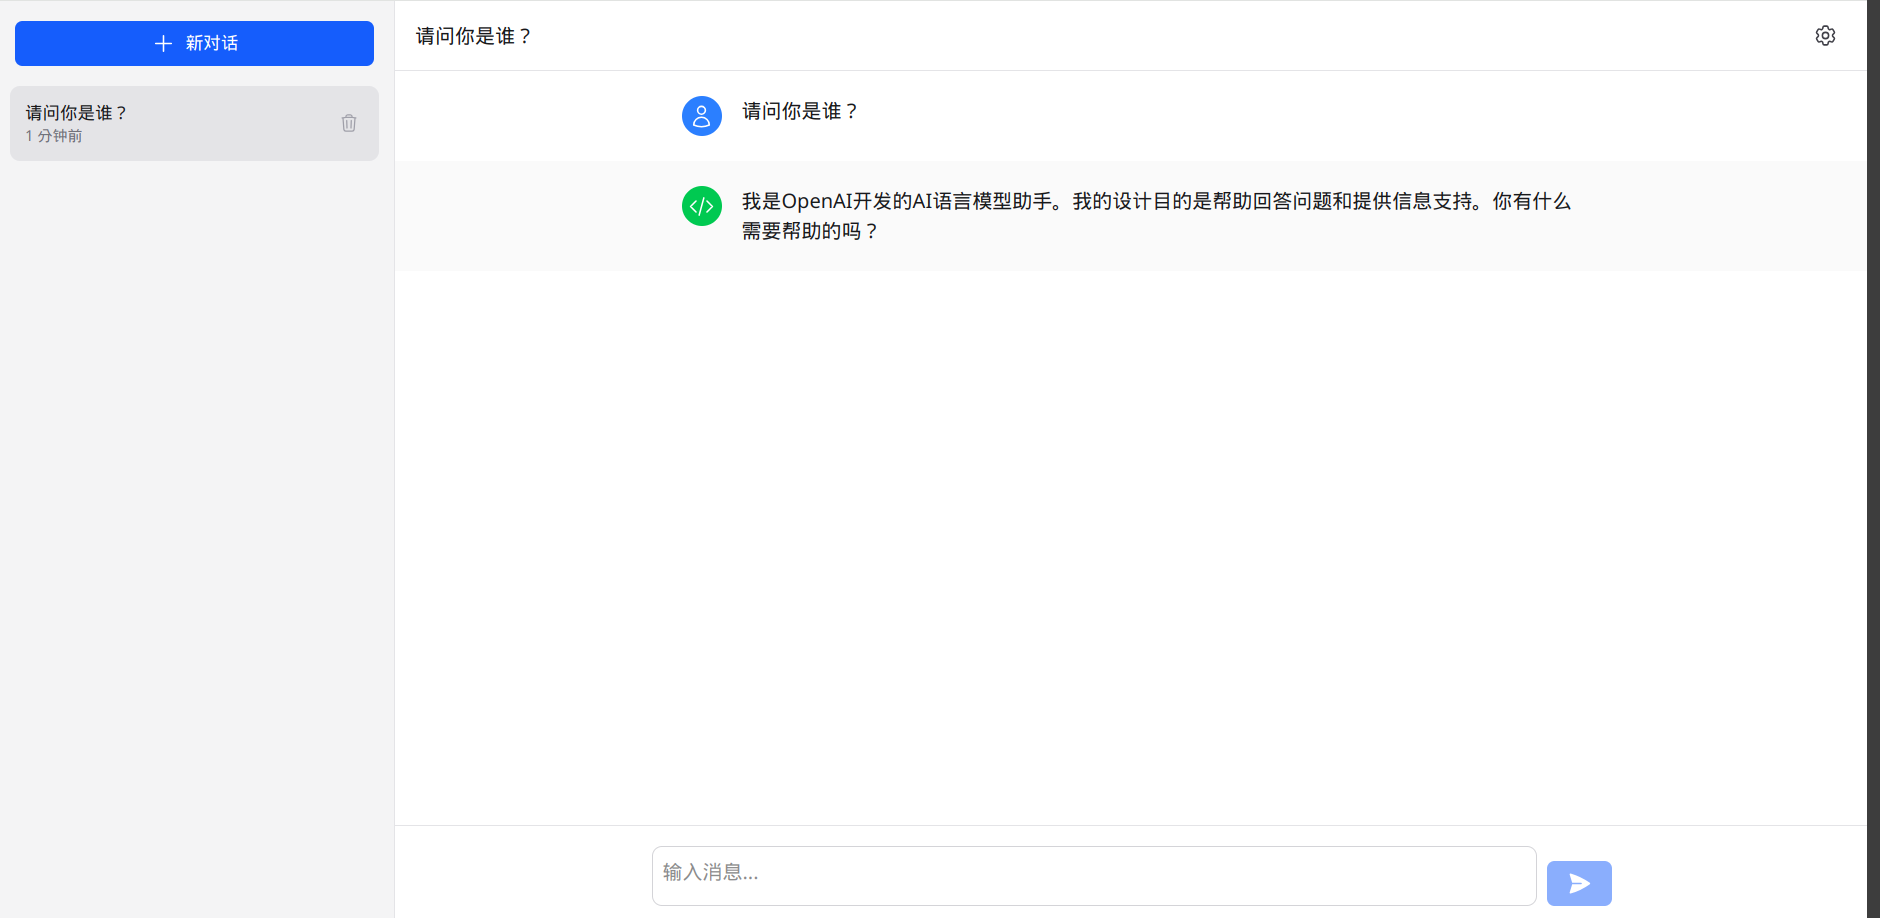 新对话
请问你是谁？
1 分钟前
请问你是谁？
请问你是谁？
我是OpenAI开发的AI语言模型助手。我的设计目的是帮助回答问题和提供信息支持。你有什么
需要帮助的吗？
输入消息...